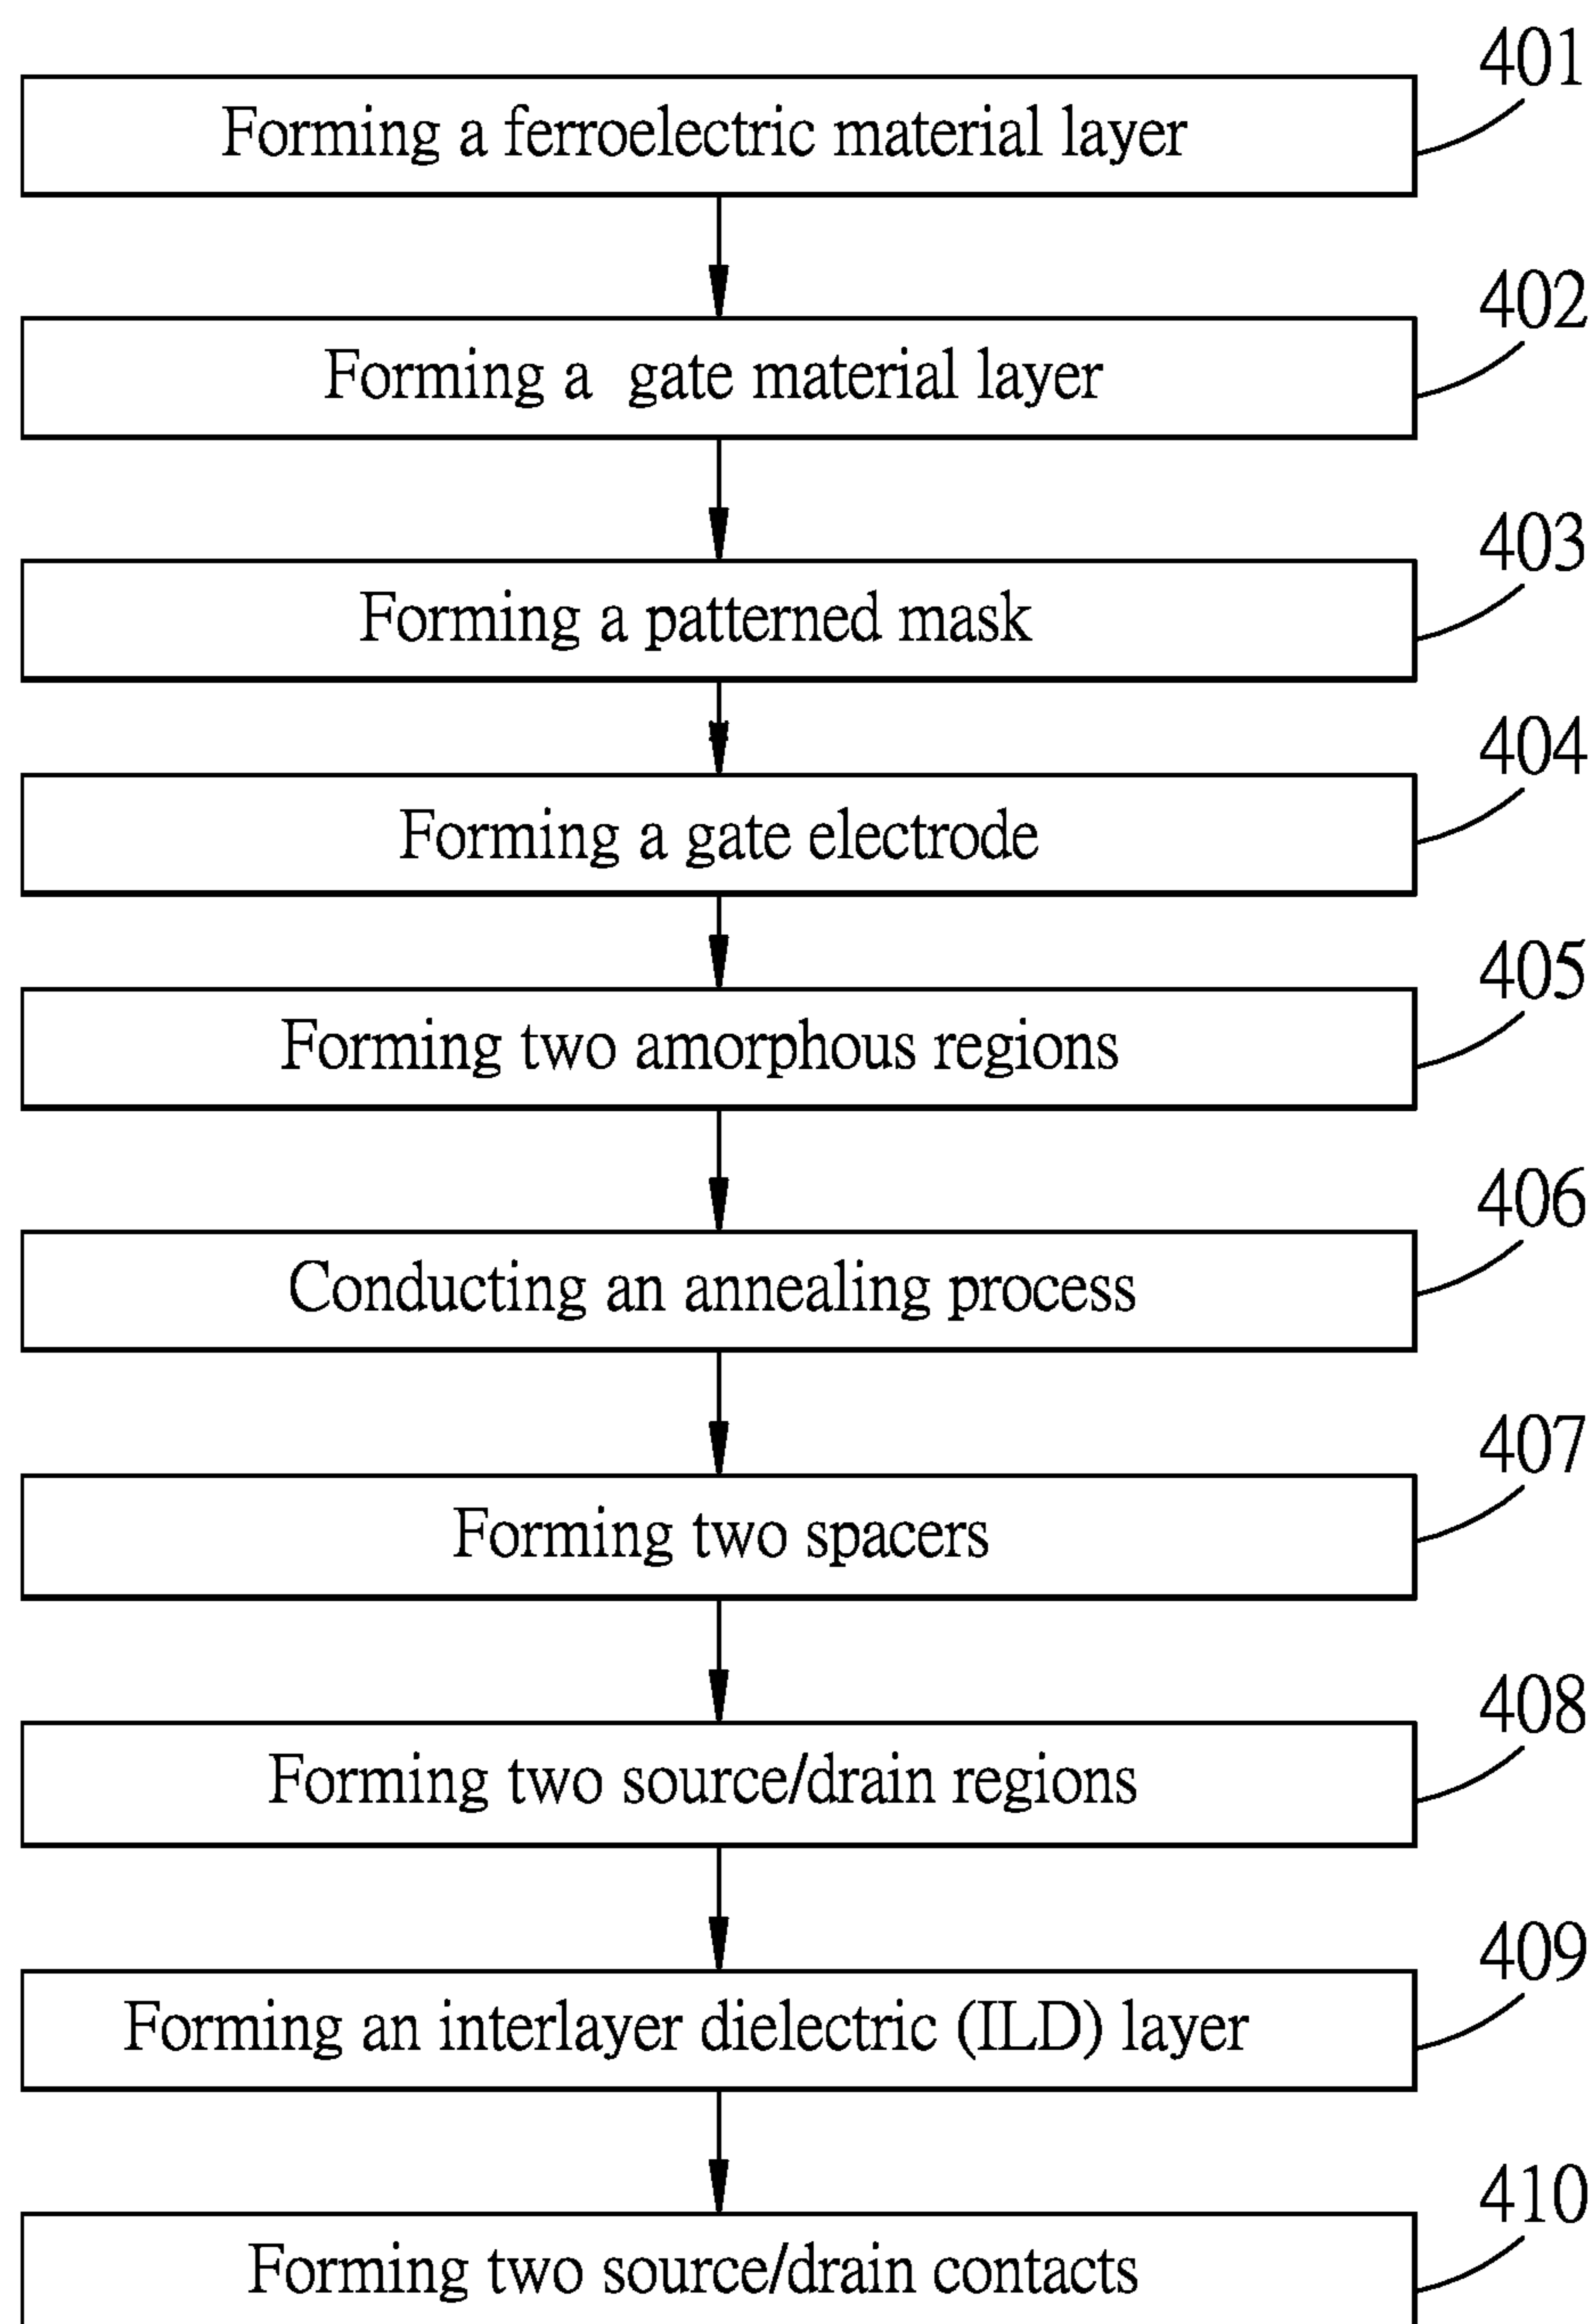 401
Forming a ferroelectric material layer
402
Forming a gate material layer
403
Forming a patterned mask
404
Forming a gate electrode
405
Forming two amorphous regions
406
Conducting an annealing process
407
Forming two spacers
408
Forming two source/drain regions
409
Forming an interlayer dielectric (ILD) layer
410
Forming two source/drain contacts